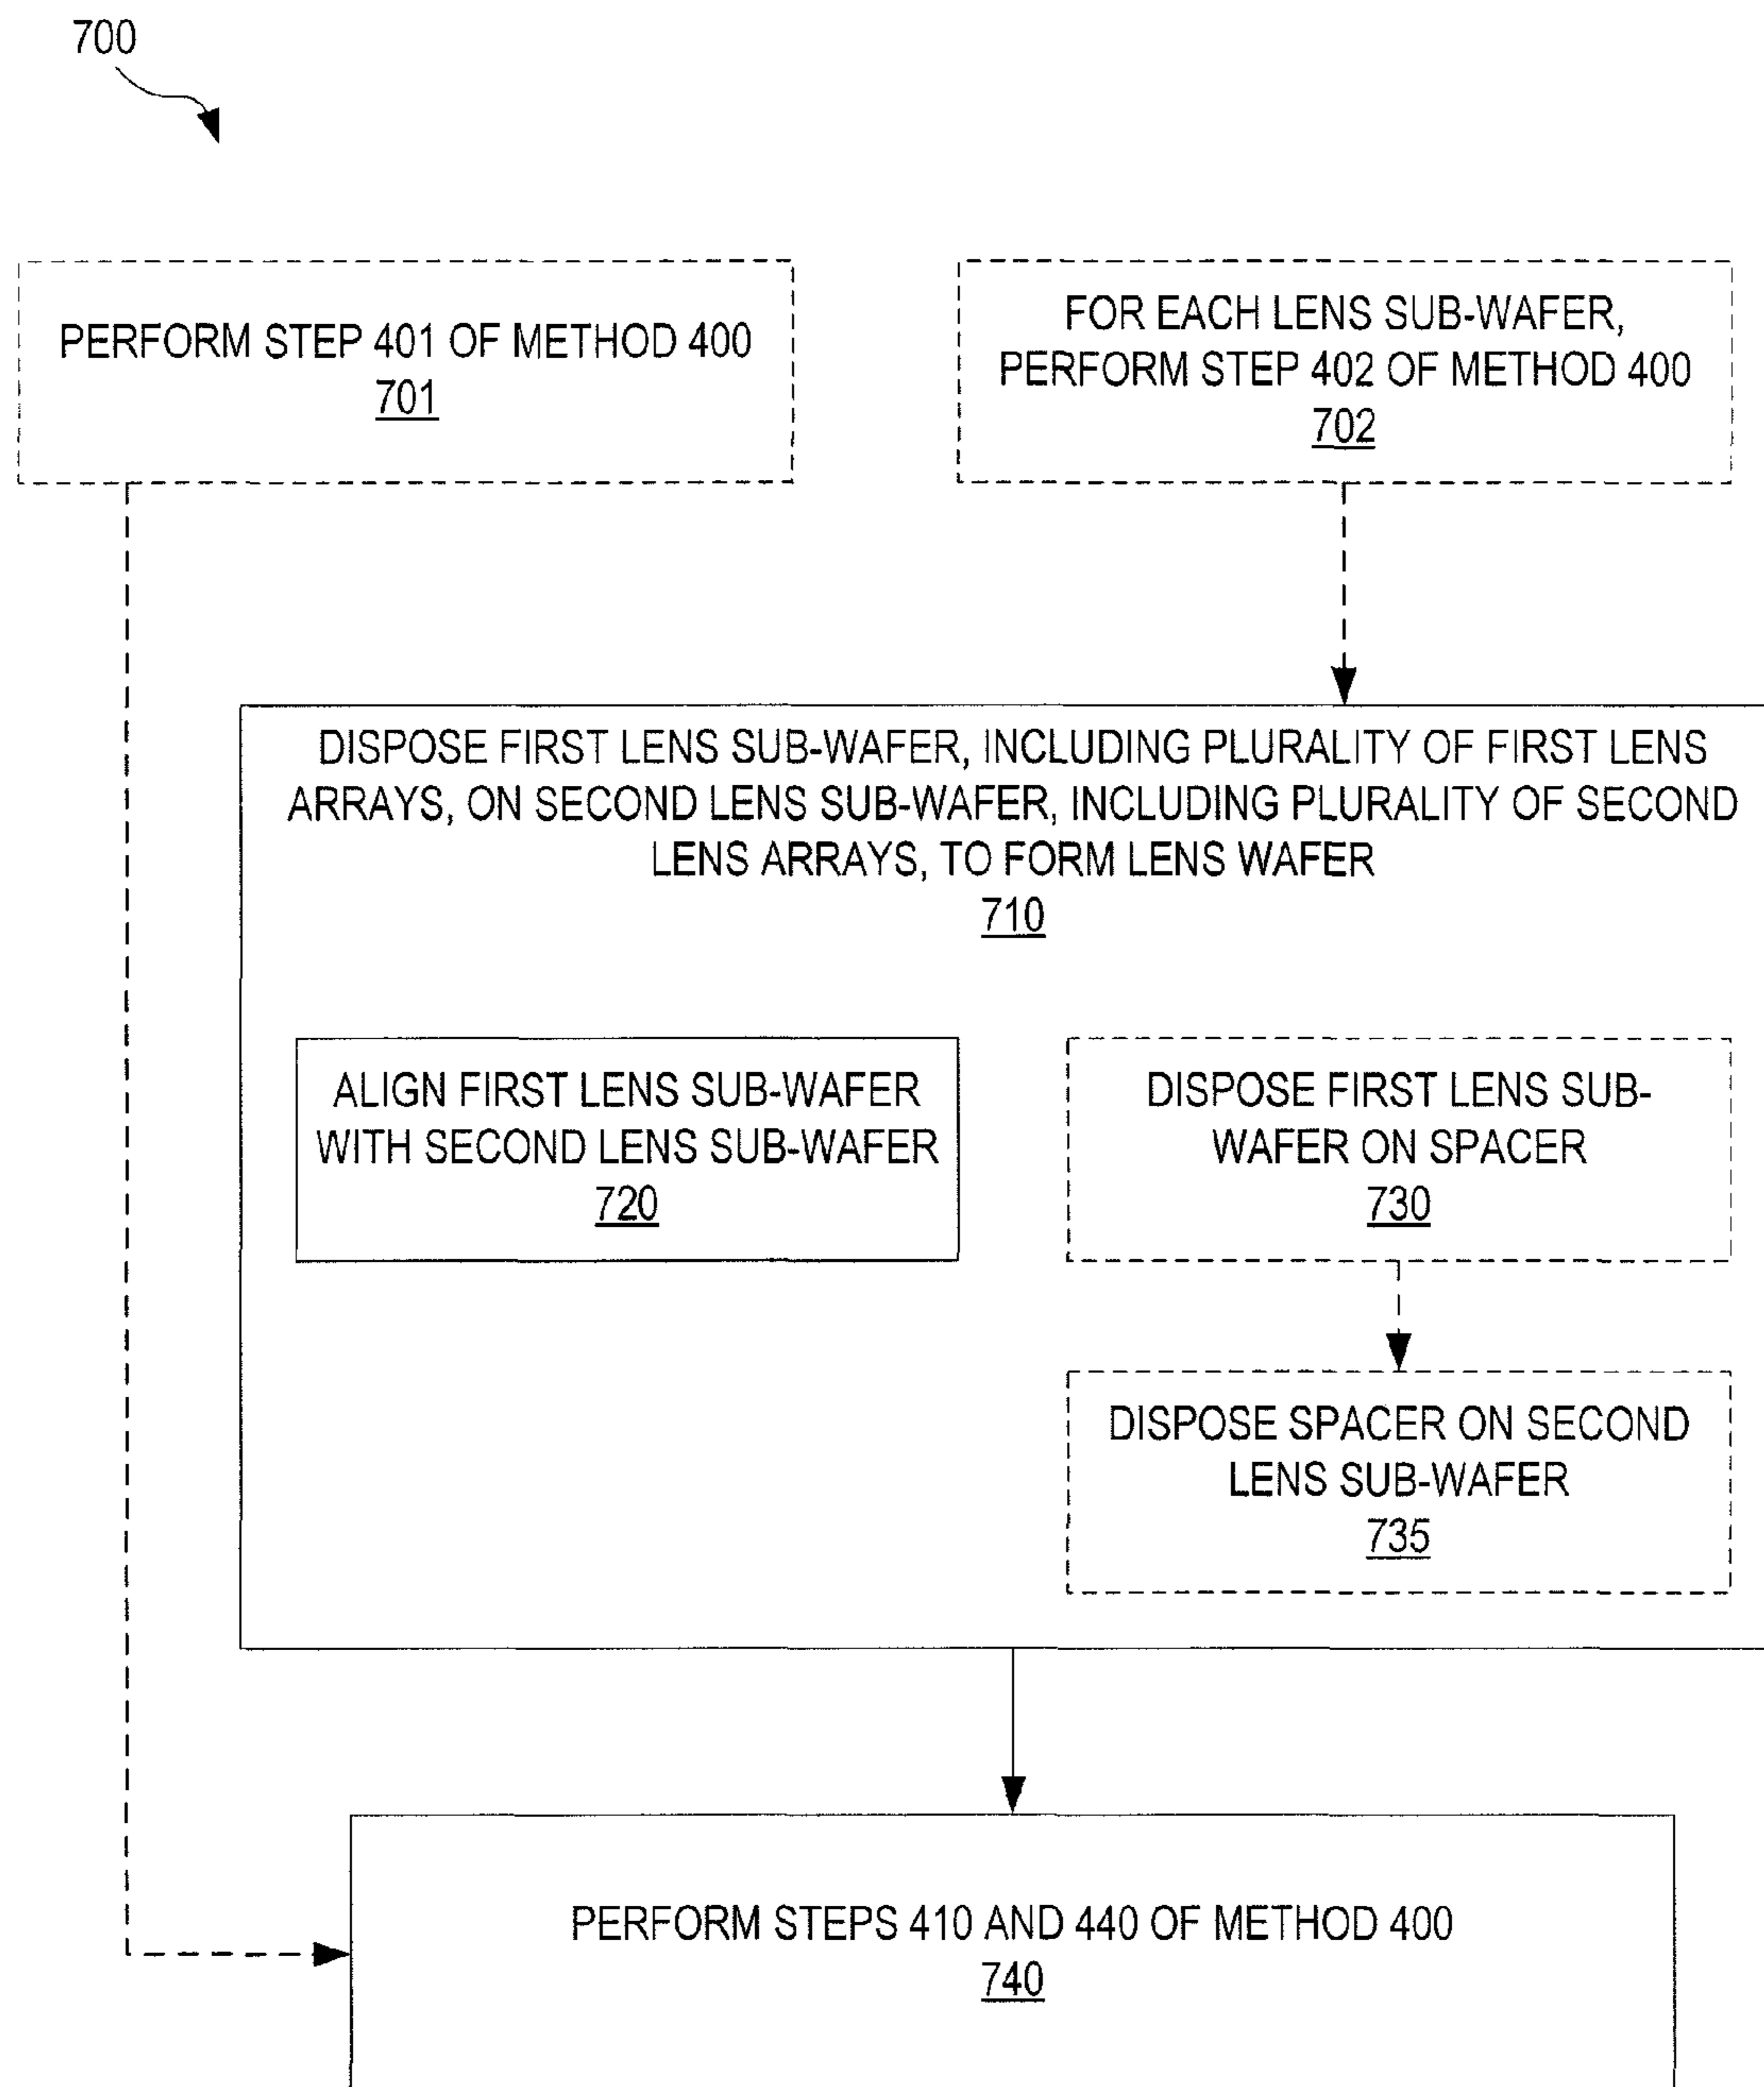 700
PERFORM STEP 401 OF METHOD 400
701
FOR EACH LENS SUB-WAFER,
PERFORM STEP 402 OF METHOD 400
702
DISPOSE FIRST LENS SUB-WAFER, INCLUDING PLURALITY OF FIRST LENS
ARRAYS, ON SECOND LENS SUB-WAFER, INCLUDING PLURALITY OF SECOND
LENS ARRAYS, TO FORM LENS WAFER
710
ALIGN FIRST LENS SUB-WAFER
WITH SECOND LENS SUB-WAFER
720
DISPOSE FIRST LENS SUB-
WAFER ON SPACER
730
DISPOSE SPACER ON SECOND
LENS SUB-WAFER
735
PERFORM STEPS 410 AND 440 OF METHOD 400
740